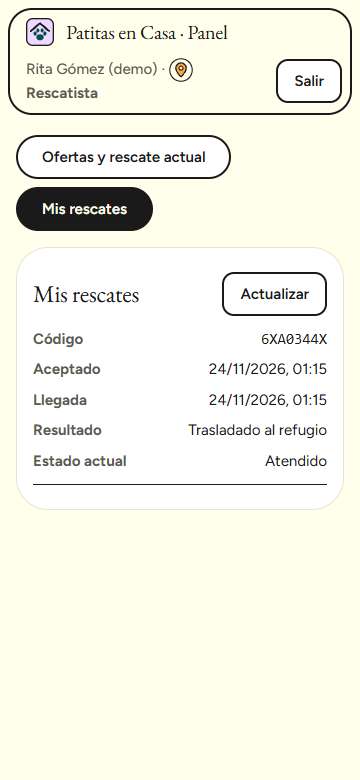 Patitas en Casa · Panel
Rita Gómez (demo) ·
Rescatista
Salir
Ofertas y rescate actual
Mis rescates
Mis rescates
Actualizar
Código 6XA0344X
Aceptado 24/11/2026, 01:15
Llegada 24/11/2026, 01:15
Resultado Trasladado al refugio
Estado actual Atendido